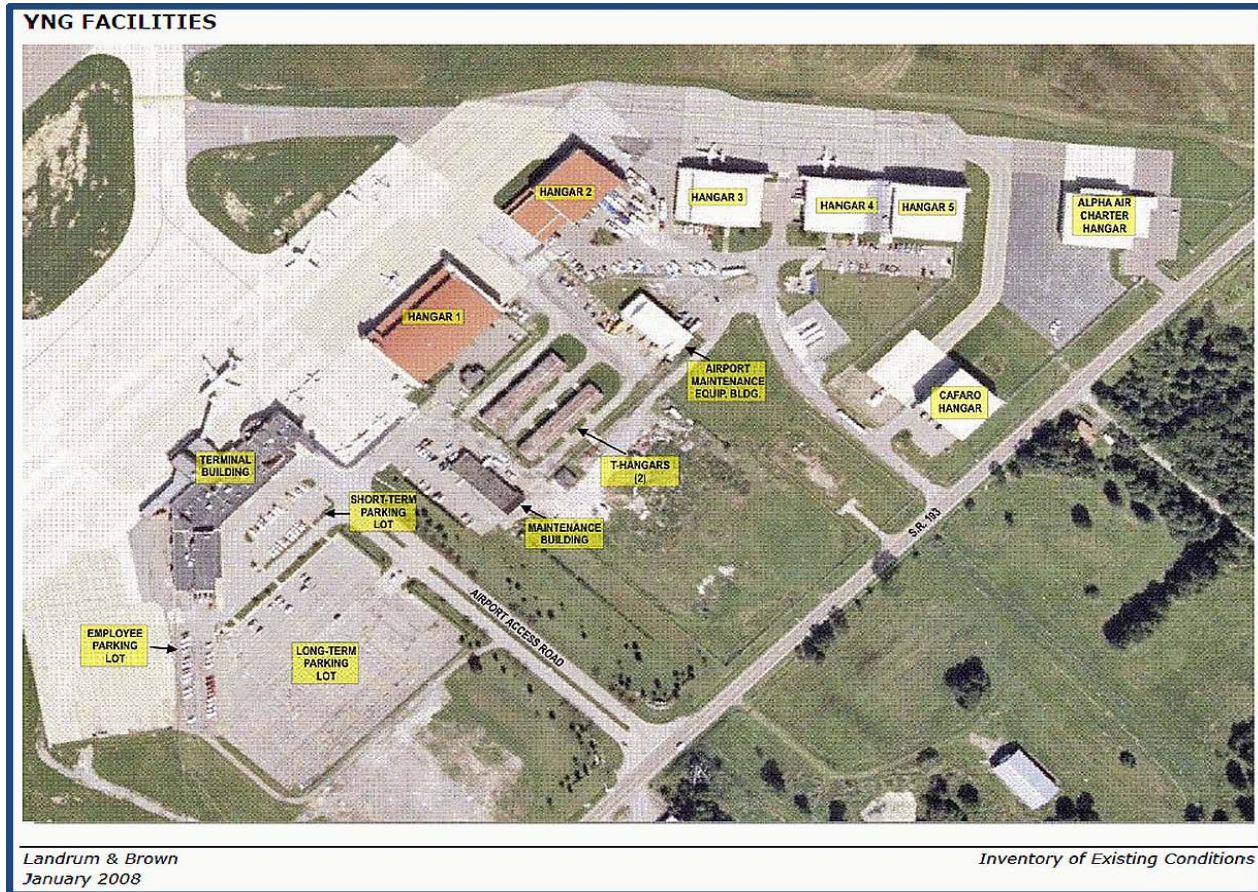 YNG FACILITIES
HANGAR 2
HANGAR 3
HANGAR 4
HANGAR 5
ALPHA AIR
CHARTER
HANGAR
HANGAR 1
AIRPORT
MAINTENANCE
EQUIP. BLDG.
CAFARO
HANGAR
TERMINAL
BUILDING
T-HANGARS
(2)
SHORT-TERM
PARKING
LOT
MAINTENANCE
BUILDING
S.R. 193
AIRPORT ACCESS ROAD
EMPLOYEE
PARKING
LOT
LONG-TERM
PARKING
LOT
Landrum & Brown
January 2008
Inventory of Existing Conditions